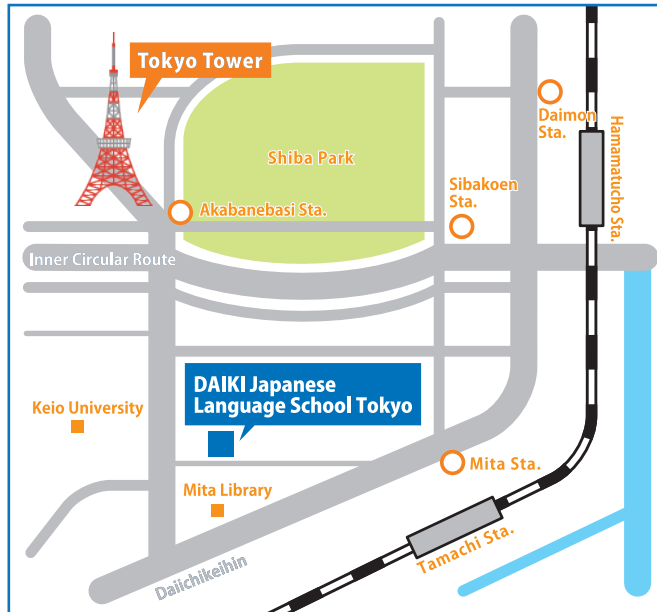 Tokyo Tower
Daimon
Sta.
Hamamatucho Sta.
Shiba Park
Sibakoen
Sta.
Akabanebasi Sta.
Inner Circular Route
DAIKI Japanese
Language School Tokyo
Keio University
Mita Sta.
Mita Library
Tamachi Sta.
Daiichikeihin